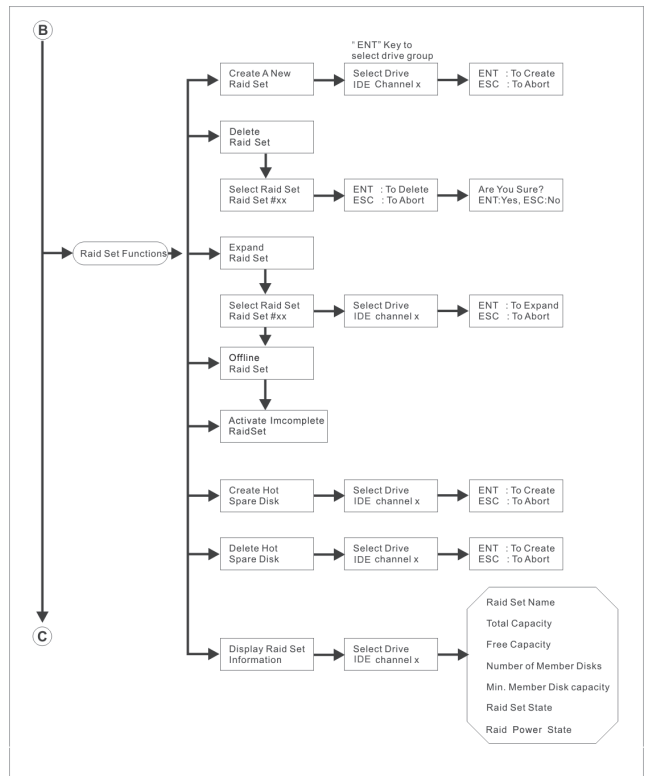 B
" ENT" Key to
select drive group
Create A New
Raid Set
Select Drive
IDE Channel x
ENT : To Create
ESC : To Abort
Delete
Raid Set
Select Raid Set
Raid Set #xx
ENT : To Delete
ESC : To Abort
Are You Sure?
ENT:Yes, ESC:No
Raid Set Functions
Expand
Raid Set
Select Raid Set
Raid Set #xx
Select Drive
IDE channel x
ENT : To Expand
ESC : To Abort
Offline
Raid Set
Activate Imcomplete
RaidSet
Create Hot
Spare Disk
Select Drive
IDE channel x
ENT : To Create
ESC : To Abort
Delete Hot
Spare Disk
Select Drive
IDE channel x
ENT : To Create
ESC : To Abort
C
Display Raid Set
Information
Select Drive
IDE channel x
Raid Set Name
Total Capacity
Free Capacity
Number of Member Disks
Min. Member Disk capacity
Raid Set State
Raid Power State